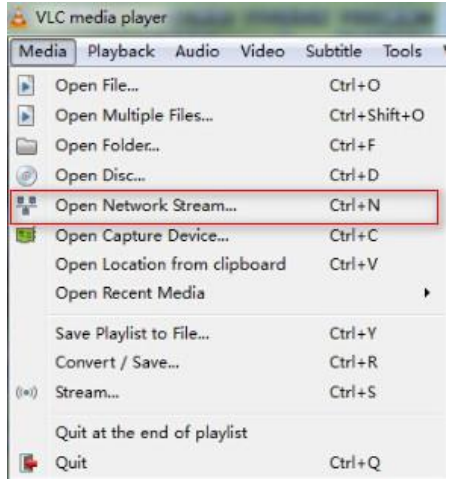 VLC media player
Media Playback Audio Video Subtitle Tools
Open File... Ctrl+O
Open Multiple Files... Ctrl+Shift+O
Open Folder... Ctrl+F
Open Disc... Ctrl+D
Open Network Stream... Ctrl+N
Open Capture Device... Ctrl+C
Open Location from clipboard Ctrl+V
Open Recent Media
Save Playlist to File... Ctrl+Y
Convert / Save... Ctrl+R
Stream... Ctrl+S
Quit at the end of playlist
Quit Ctrl+Q